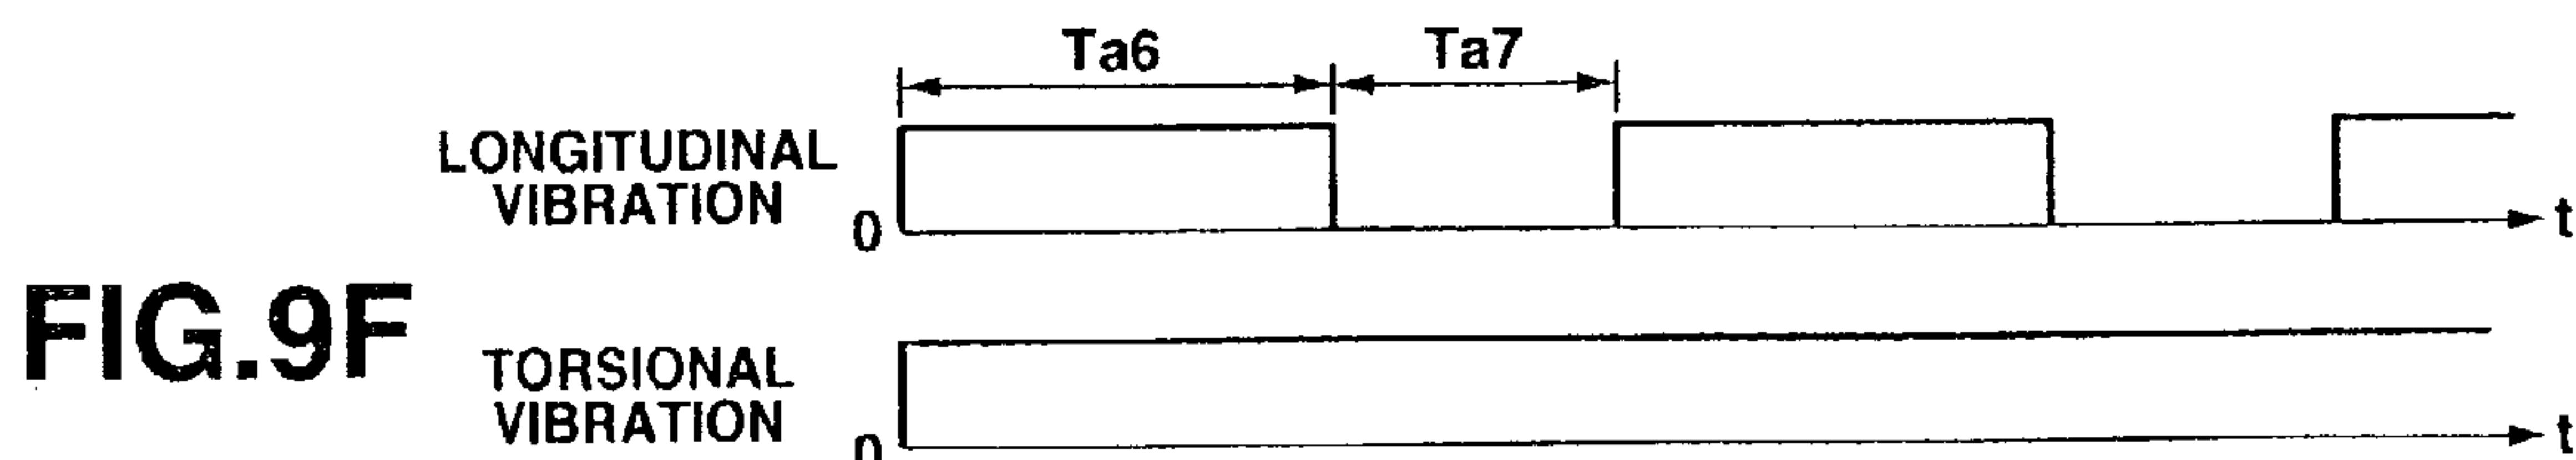 Ta6 Ta7
LONGITUDINAL
VIBRATION
0
t
FIG.9F
TORSIONAL
VIBRATION
0
t